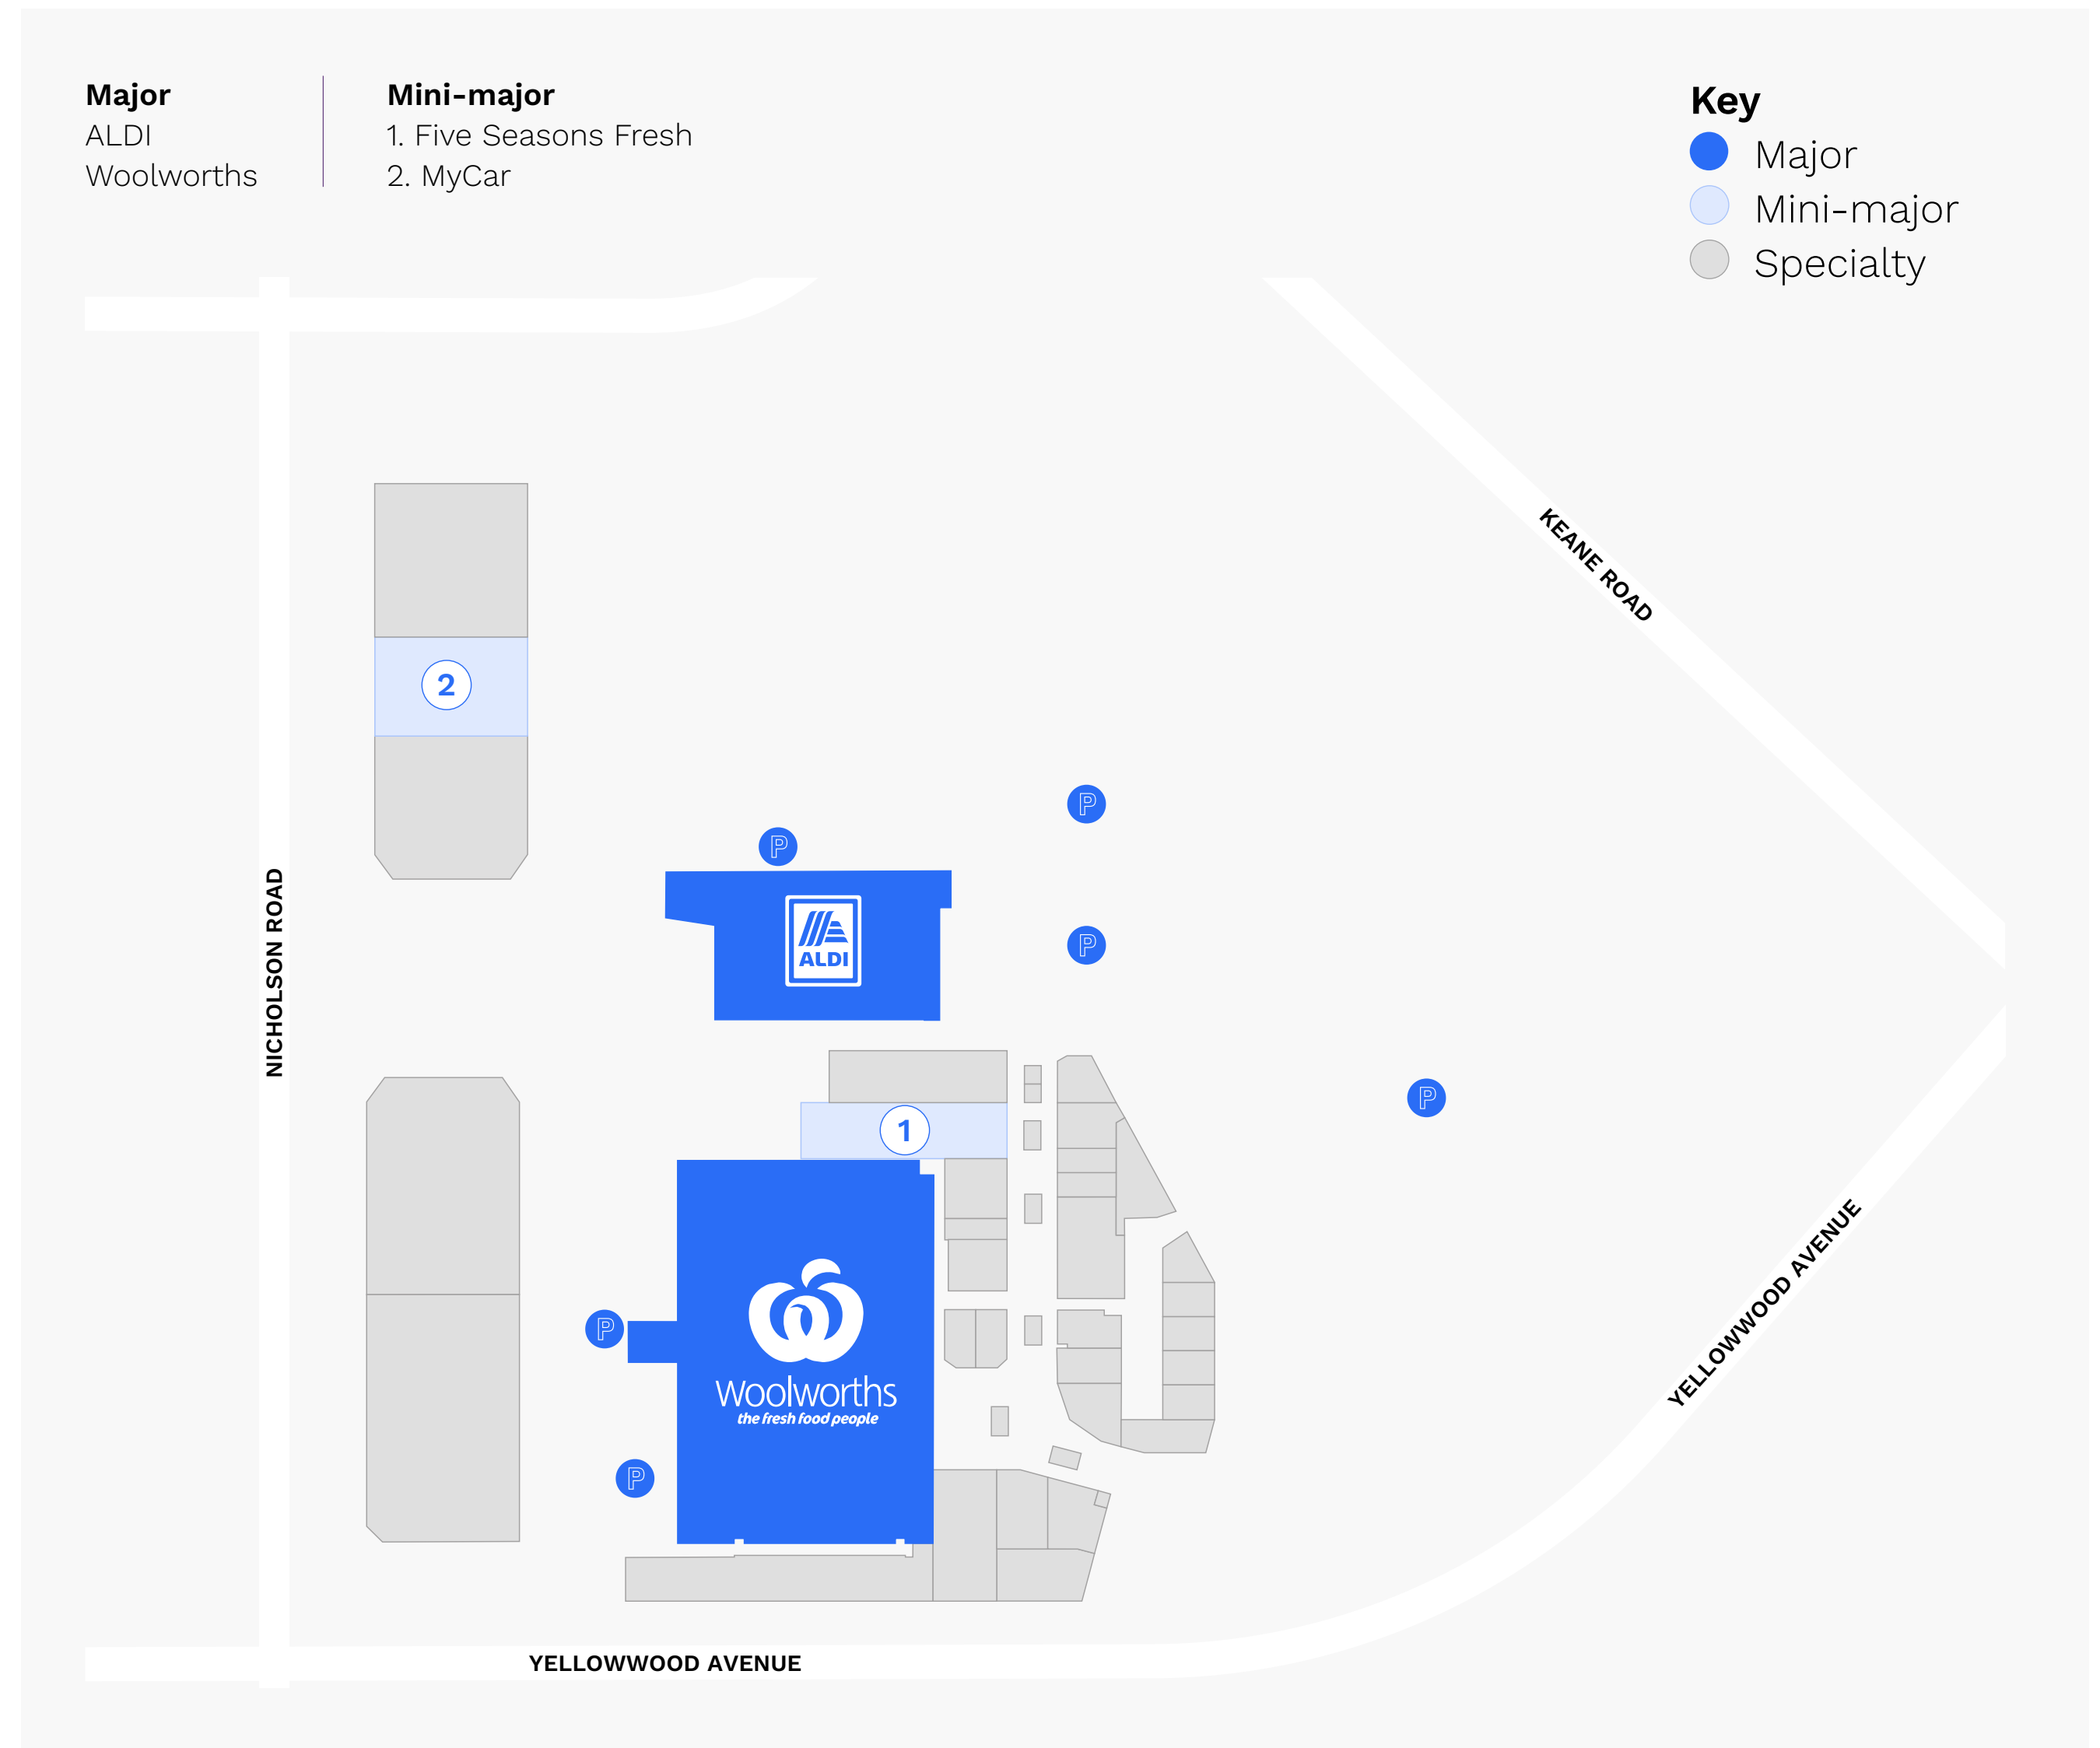 Major
ALDI
Woolworths
Mini-major
1. Five Seasons Fresh
2. MyCar
Key
Major
Mini-major
Specialty
KEANE ROAD
2
P
P
ALDI
P
NICHOLSON ROAD
P
1
YELLOWWOOD AVENUE
P
Woolworths
the fresh food people
P
YELLOWWOOD AVENUE